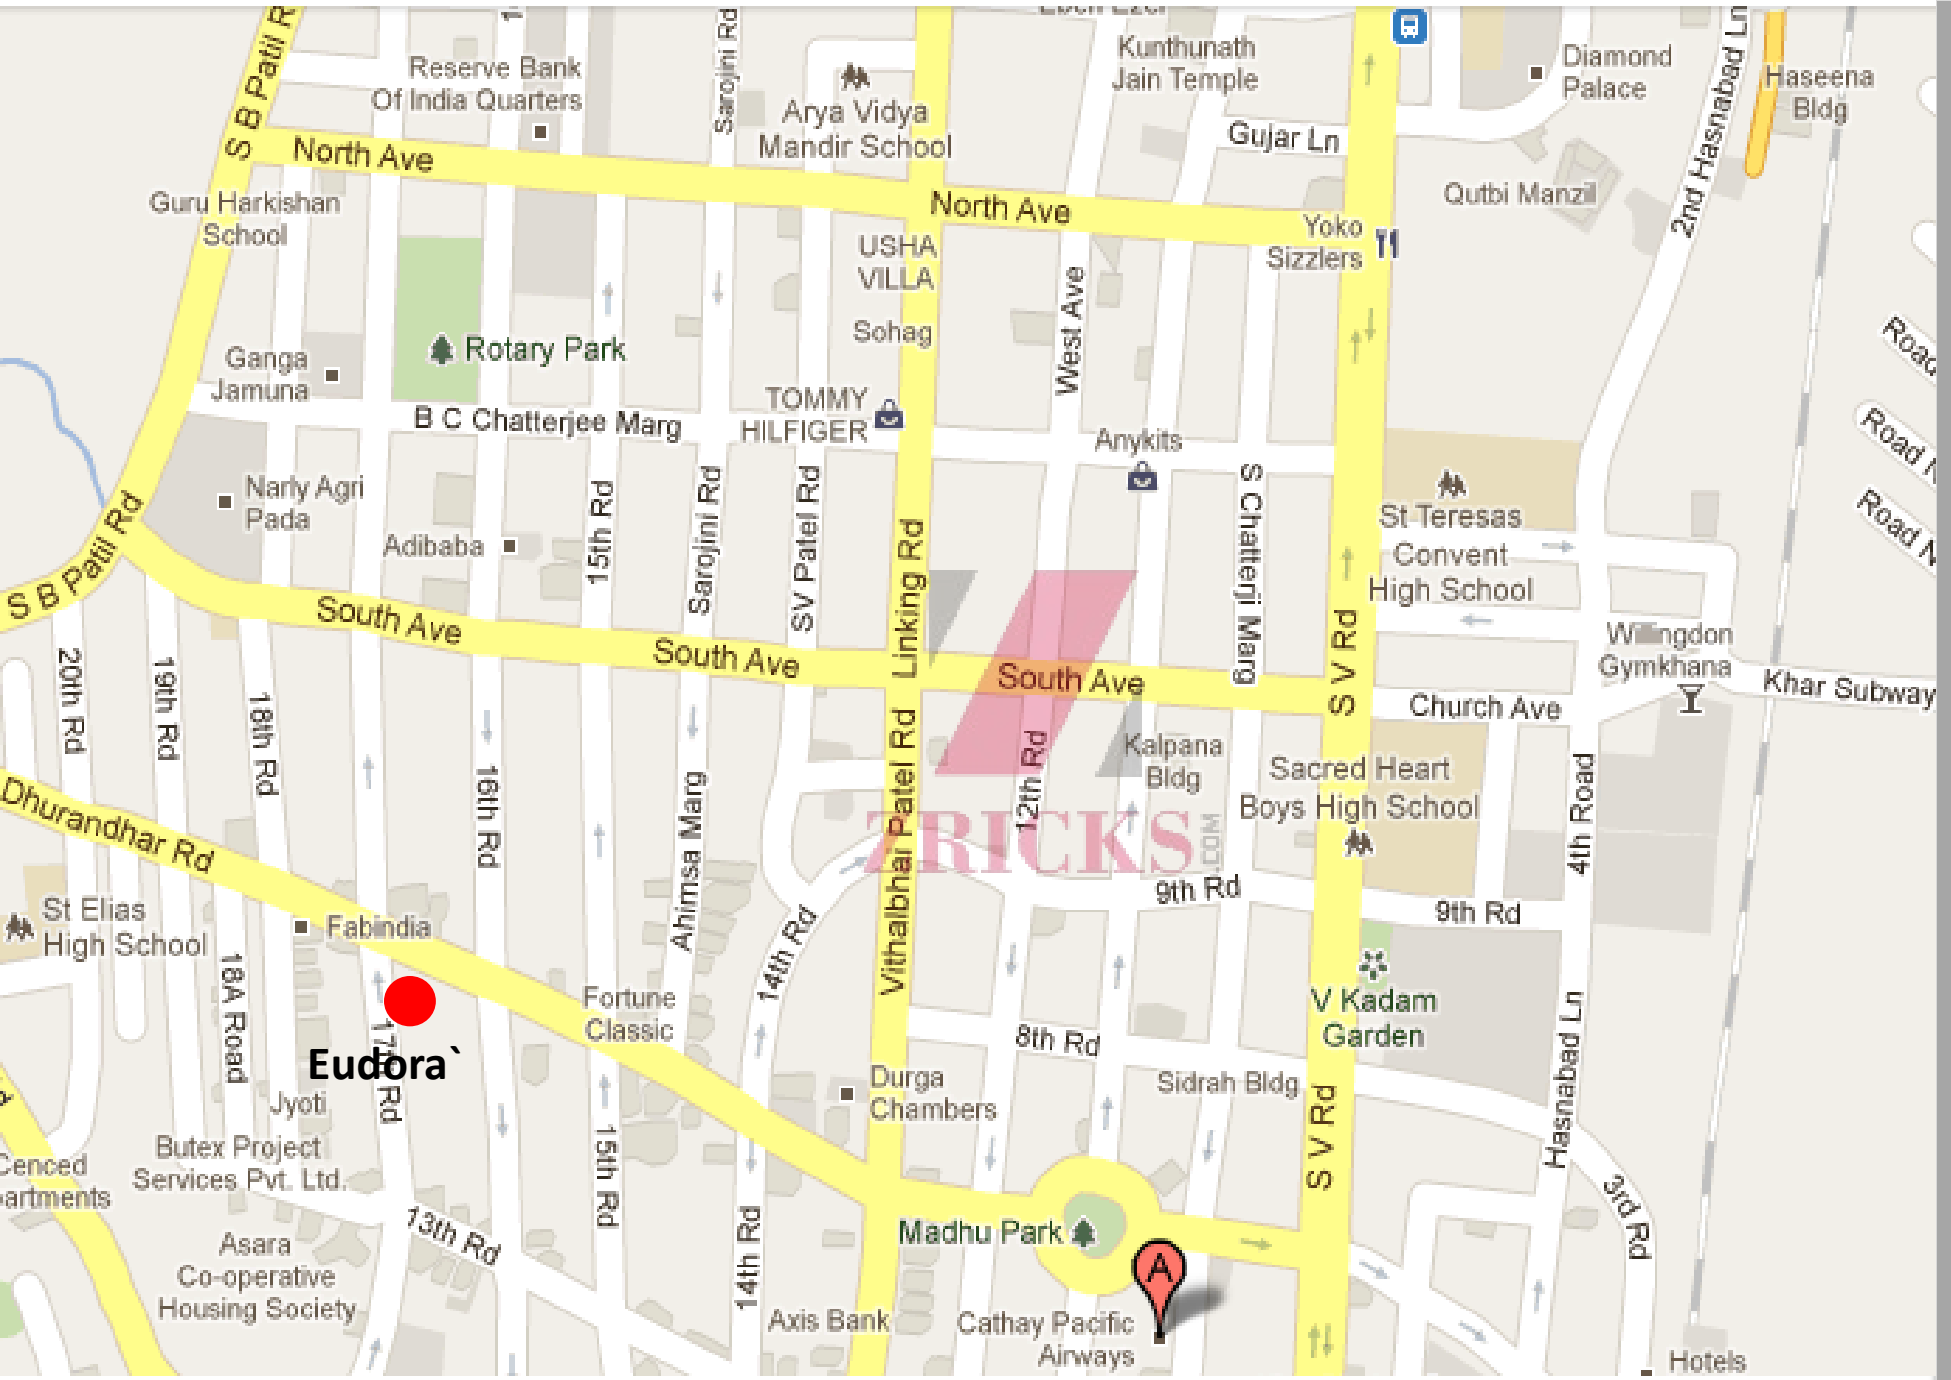 S B Patil R
Reserve Bank
Of India Quarters
Sarojini Rd
Arya Vidya
Mandir School
Kunthunath
Jain Temple
Gujar Ln
Diamond
Palace
2nd Hasnabad Ln
Haseena
Bldg
North Ave
North Ave
Guru Harkishan
School
USHA
VILLA
Yoko
Sizzlers
Qutbi Manzil
Sohag
West Ave
Rotary Park
Ganga
Jamuna
Road
B C Chatterjee Marg
TOMMY
HILFIGER
Anykits
Road N
Narly Agri
Pada
Adibaba
15th Rd
Sarojini Rd
SV Patel Rd
Linking Rd
S Chatterji Marg
St Teresas
Convent
High School
Road N
S B Patil Rd
South Ave
South Ave
South Ave
S V Rd
Willingdon
Gymkhana
Khar Subway
Church Ave
20th Rd
19th Rd
18th Rd
16th Rd
Ahimsa Marg
Vithalbhai Patel Rd
12th Rd
Kalpana
Bldg
Sacred Heart
Boys High School
4th Road
ZRICKS
.COM
Dhurandhar Rd
9th Rd
9th Rd
St Elias
High School
Fabindia
18A Road
14th Rd
Fortune
Classic
V Kadam
Garden
Hasnabad Ln
8th Rd
Eudora`
17th Rd
Durga
Chambers
Sidrah Bldg
Jyoti
S V Rd
Butex Project
Services Pvt. Ltd.
Cenced
partments
15th Rd
13th Rd
14th Rd
Madhu Park
3rd Rd
Asara
Co-operative
Housing Society
A
Axis Bank
Cathay Pacific
Airways
Hotels